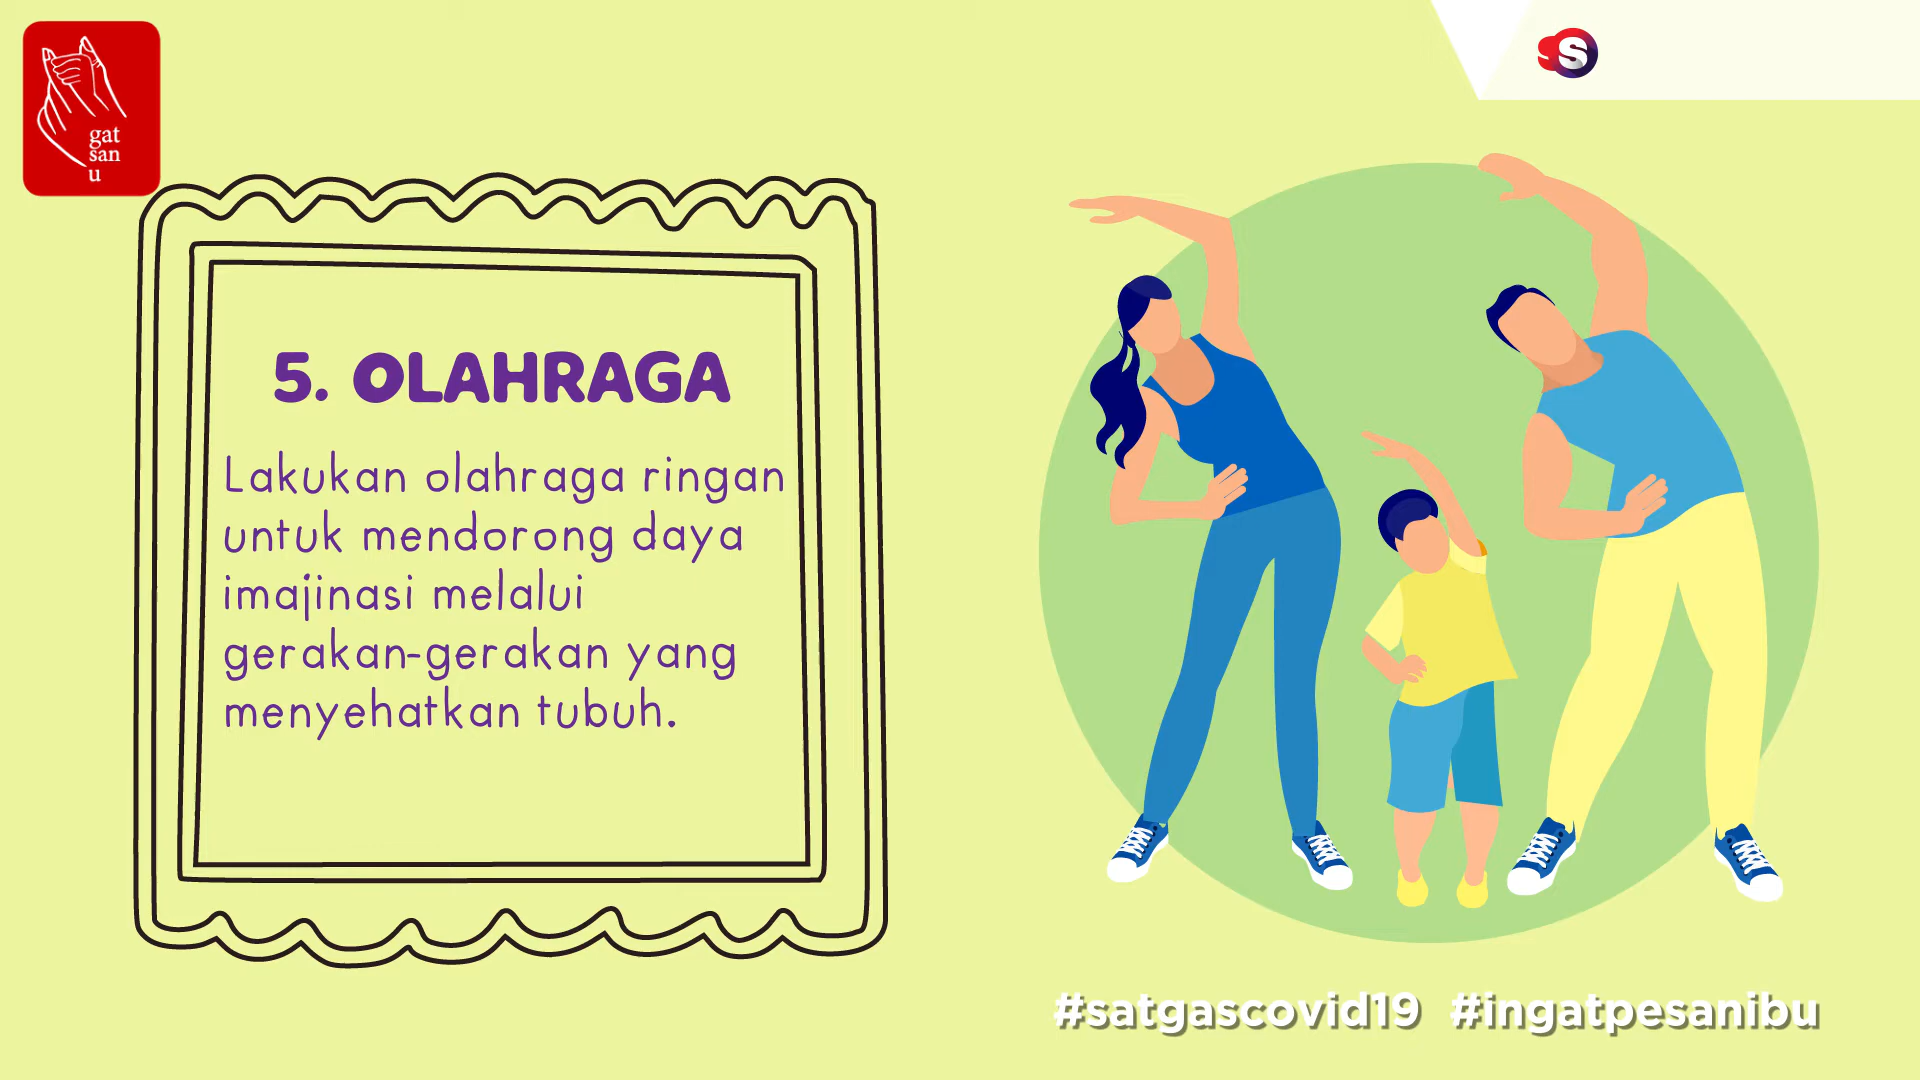 gat
san
u
S
5. OLAHRAGA
Lakukan olahraga ringan
untuk mendorong daya
imajinasi melalui
gerakan-gerakan yang
menyehatkan tubuh.
#satgascovid19 #ingatpesanibu